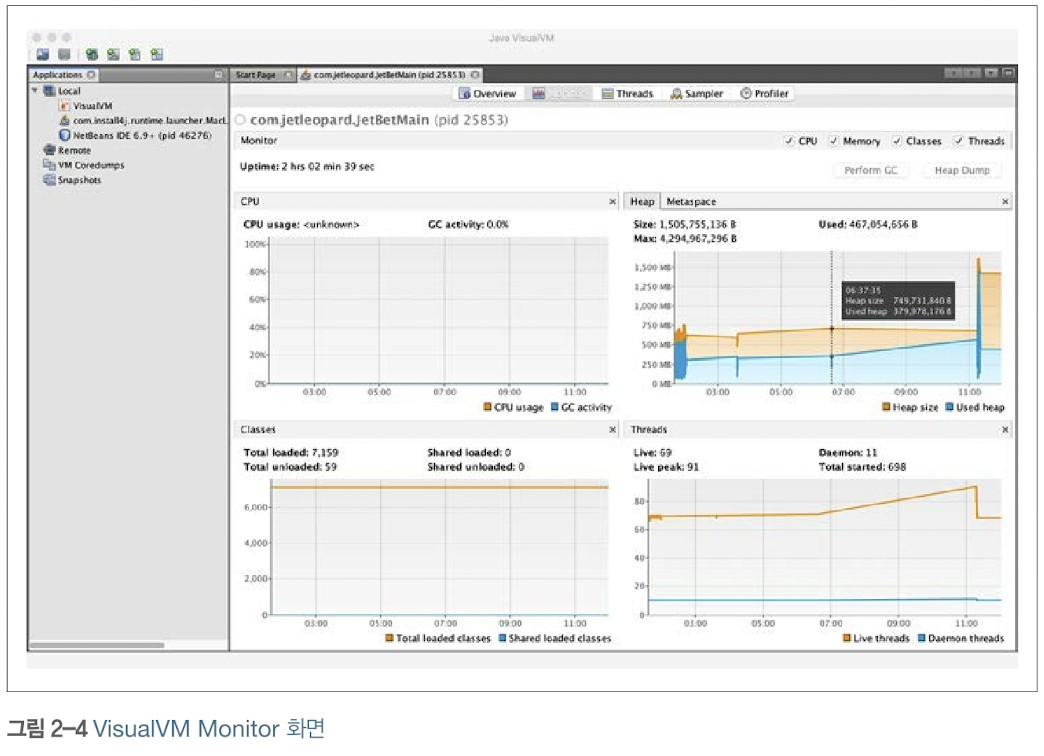 Java VisualVM
Applications
Start Page
com.jetleopard.JetBetMain (pid 25853)
Local
VisualVM
com.install4j.runtime.launcher.MacL
NetBeans IDE 6.9+ (pid 46276)
Remote
VM Coredumps
Snapshots
Overview
Threads
Sampler
Profiler
com.jetleopard.JetBetMain (pid 25853)
Monitor
CPU
Memory
Classes
Threads
Uptime: 2 hrs 02 min 39 sec
Perform GC
Heap Dump
CPU
CPU usage: <unknown>
GC activity: 0.0%
100%
80%
60%
40%
20%
0%
03:00
05:00
07:00
09:00
11:00
CPU usage
GC activity
Heap
Metaspace
Size: 1,505,755,136 B
Used: 467,054,656 B
Max: 4,294,967,296 B
1,500 MB
1,250 MB
1,000 MB
750 MB
500 MB
250 MB
0 MB
06:37:35
Heap size 749,731,840 B
Used heap 379,978,176 B
03:00
05:00
07:00
09:00
11:00
Heap size
Used heap
Classes
Total loaded: 7,159
Shared loaded: 0
Total unloaded: 59
Shared unloaded: 0
6,000
4,000
2,000
0
03:00
05:00
07:00
09:00
11:00
Total loaded classes
Shared loaded classes
Threads
Live: 69
Daemon: 11
Live peak: 91
Total started: 698
80
60
40
20
0
03:00
05:00
07:00
09:00
11:00
Live threads
Daemon threads
그림 2-4 VisualVM Monitor 화면